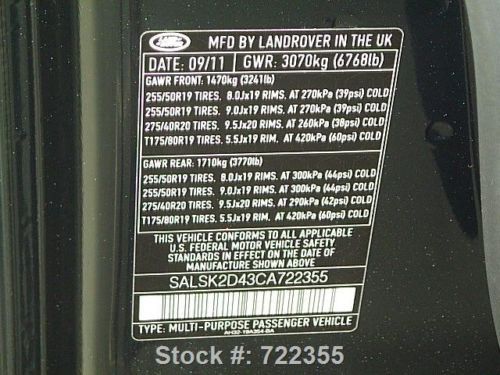 LAND ROVER
MFD BY LANDROVER IN THE UK
DATE: 09/11 GWR: 3070kg (6768lb)
GAWR FRONT: 1470kg (3241lb)
255/50R19 TIRES. 8.0Jx19 RIMS. AT 270kPa (39psi) COLD
255/50R19 TIRES. 9.0Jx19 RIMS. AT 270kPa (39psi) COLD
275/40R20 TIRES. 9.5Jx20 RIMS. AT 260kPa (38psi) COLD
T175/80R19 TIRES. 5.5Jx19 RIM. AT 420kPa (60psi) COLD
GAWR REAR: 1710kg (3770lb)
255/50R19 TIRES. 8.0Jx19 RIMS. AT 300kPa (44psi) COLD
255/50R19 TIRES. 9.0Jx19 RIMS. AT 300kPa (44psi) COLD
275/40R20 TIRES. 9.5Jx20 RIMS. AT 290kPa (42psi) COLD
T175/80R19 TIRES. 5.5Jx19 RIM. AT 420kPa (60psi) COLD
THIS VEHICLE CONFORMS TO ALL APPLICABLE
U.S. FEDERAL MOTOR VEHICLE SAFETY
STANDARDS IN EFFECT ON THE DATE OF
MANUFACTURE SHOWN ABOVE
SALSK2D43CA722355
TYPE: MULTI-PURPOSE PASSENGER VEHICLE
Stock #: 722355